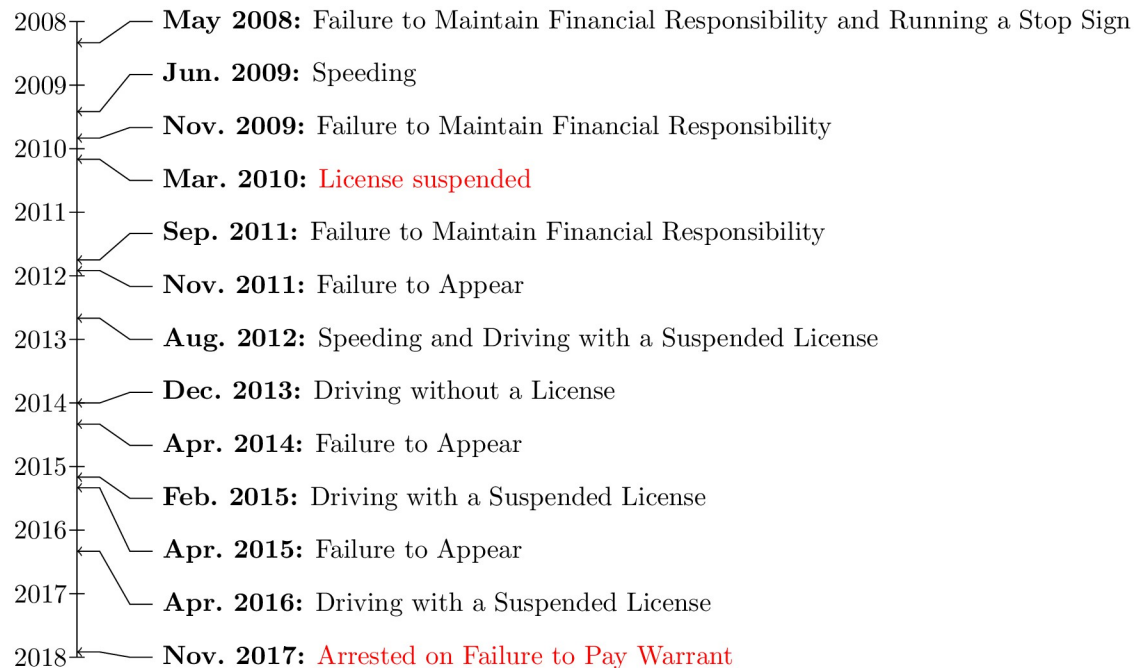 2008
May 2008: Failure to Maintain Financial Responsibility and Running a Stop Sign
Jun. 2009: Speeding
2009
Nov. 2009: Failure to Maintain Financial Responsibility
2010
Mar. 2010: License suspended
2011
Sep. 2011: Failure to Maintain Financial Responsibility
2012
Nov. 2011: Failure to Appear
2013
Aug. 2012: Speeding and Driving with a Suspended License
Dec. 2013: Driving without a License
2014
Apr. 2014: Failure to Appear
2015
Feb. 2015: Driving with a Suspended License
2016
Apr. 2015: Failure to Appear
2017
Apr. 2016: Driving with a Suspended License
2018
Nov. 2017: Arrested on Failure to Pay Warrant